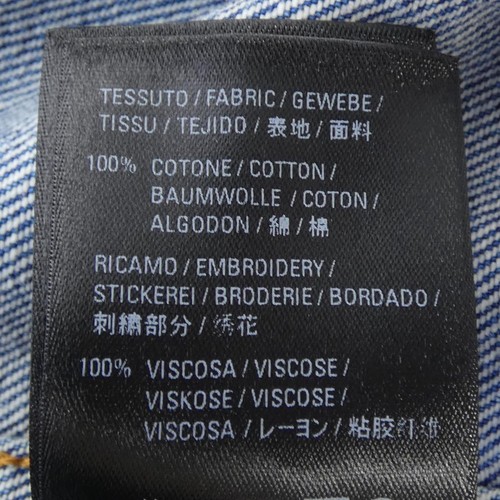 TESSUTO / FABRIC / GEWEBE /
TISSU / TEJIDO / 表地 / 面料
100% COTONE / COTTON /
BAUMWOLLE / COTON /
ALGODON / 綿 / 棉
RICAMO / EMBROIDERY /
STICKEREI / BRODERIE / BORDADO /
刺繍部分 / 绣花
100% VISCOSA / VISCOSE /
VISKOSE / VISCOSE /
VISCOSA / レーヨン / 粘胶纤维